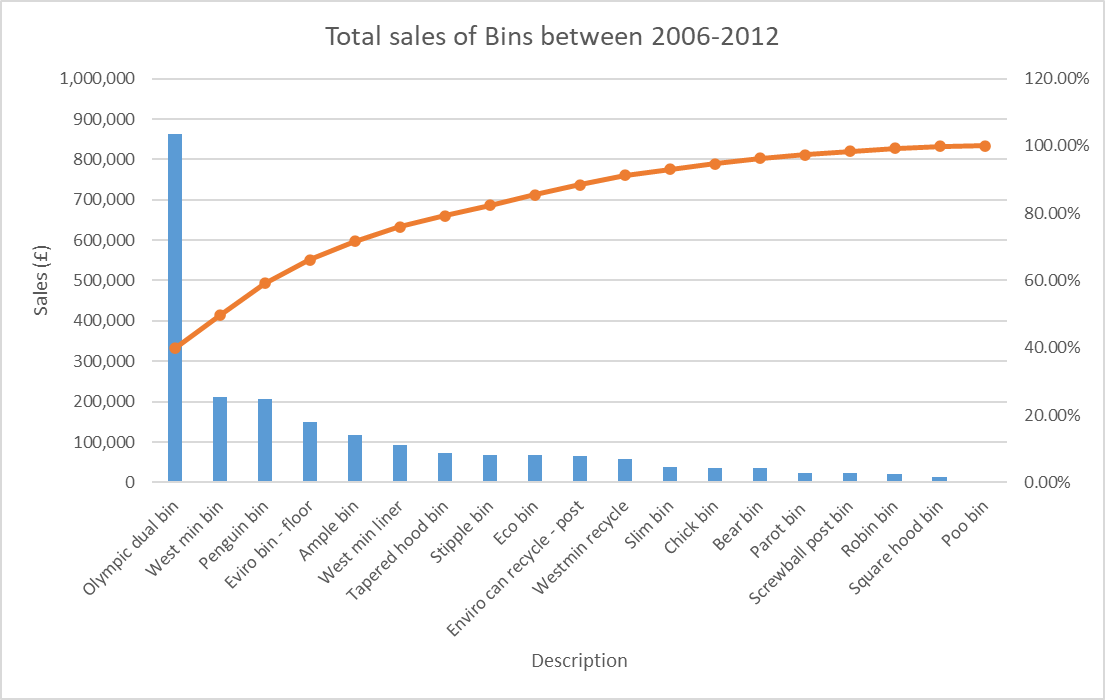 Total sales of Bins between 2006-2012
1,000,000
900,000
800,000
700,000
600,000
500,000
400,000
300,000
200,000
100,000
0
Sales (£)
120.00%
100.00%
80.00%
60.00%
40.00%
20.00%
0.00%
Olympic dual bin
West min bin
Penguin bin
Eviro bin - floor
Ample bin
West min liner
Tapered hood bin
Stipple bin
Eco bin
Enviro can recycle - post
Westmin recycle
Slim bin
Chick bin
Bear bin
Parot bin
Screwball post bin
Robin bin
Square hood bin
Poo bin
Description